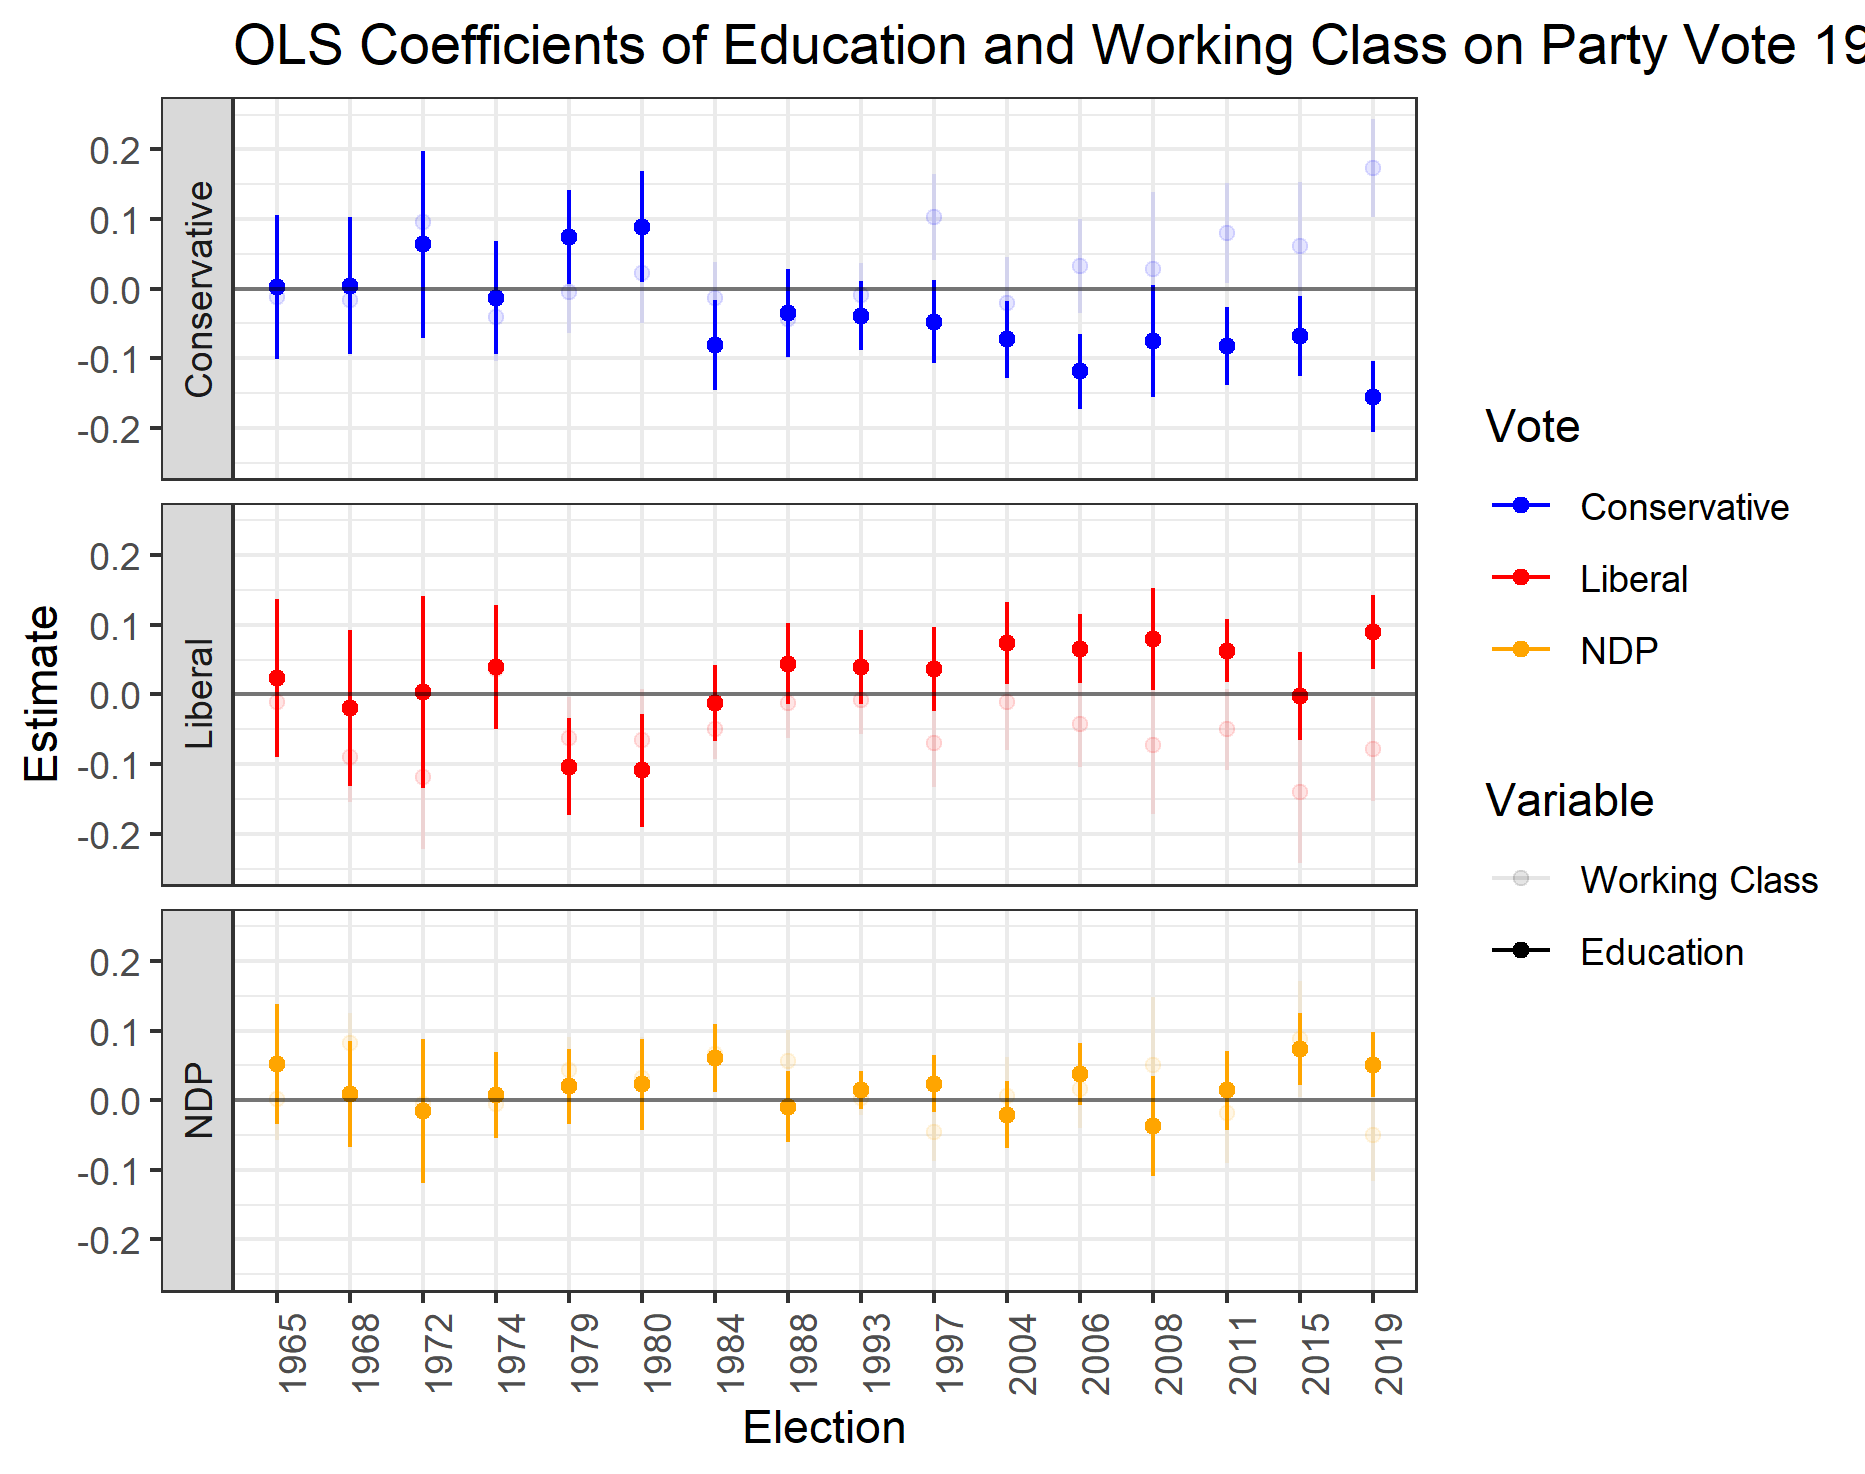 OLS Coefficients of Education and Working Class on Party Vote 19
Conservative
0.2
0.1
0.0
-0.1
-0.2
Liberal
0.2
0.1
0.0
-0.1
-0.2
NDP
0.2
0.1
0.0
-0.1
-0.2
Estimate
1965
1968
1972
1974
1979
1980
1984
1988
1993
1997
2004
2006
2008
2011
2015
2019
Election
Vote
Conservative
Liberal
NDP
Variable
Working Class
Education